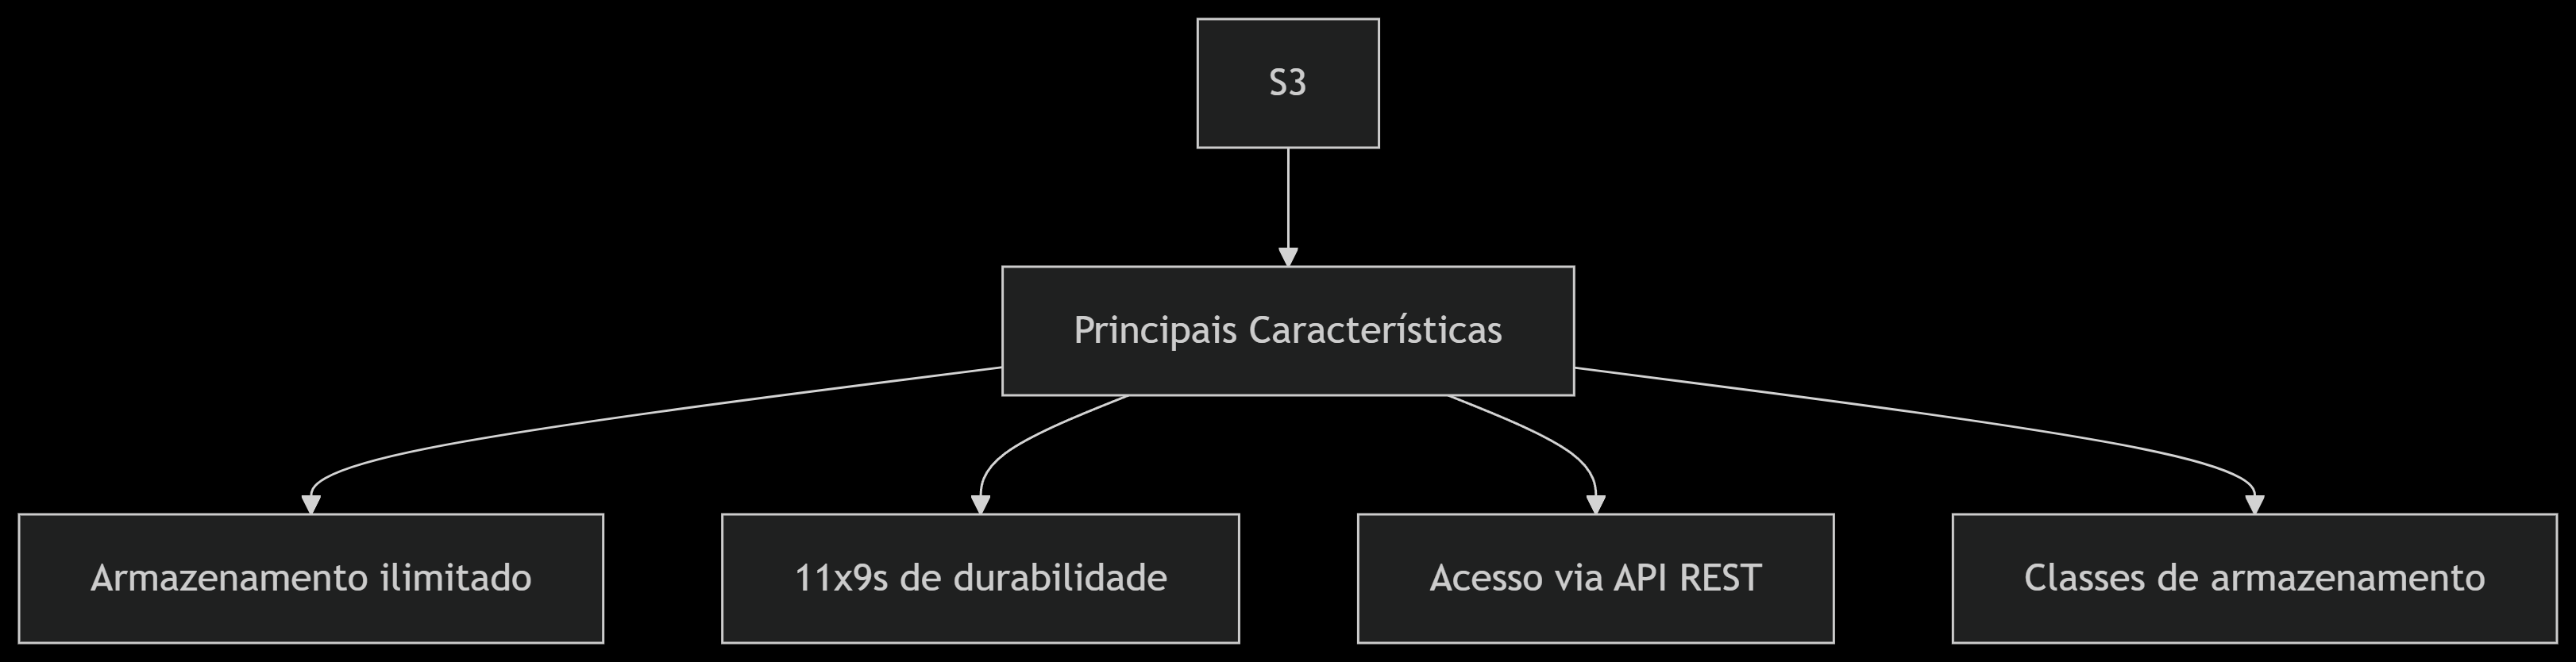 S3
Principais Características
Armazenamento ilimitado
11x9s de durabilidade
Acesso via API REST
Classes de armazenamento